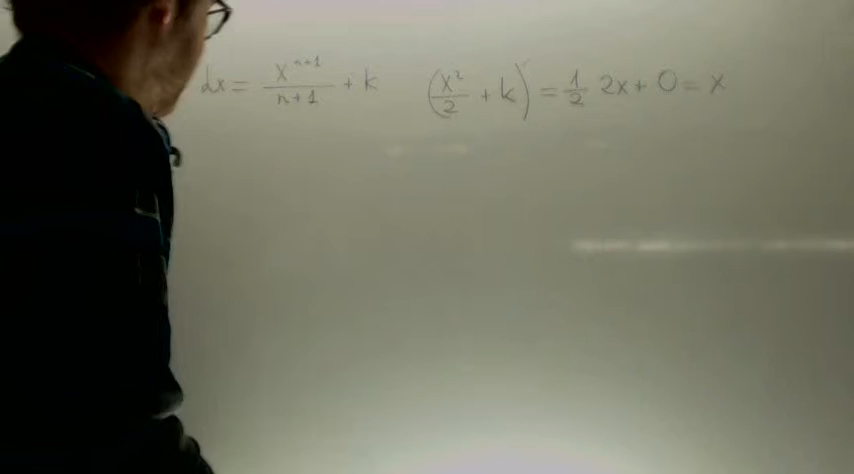 dx = x^{n+1}/(n+1) + k (x²/2 + k)' = 1/2 2x + 0 = x